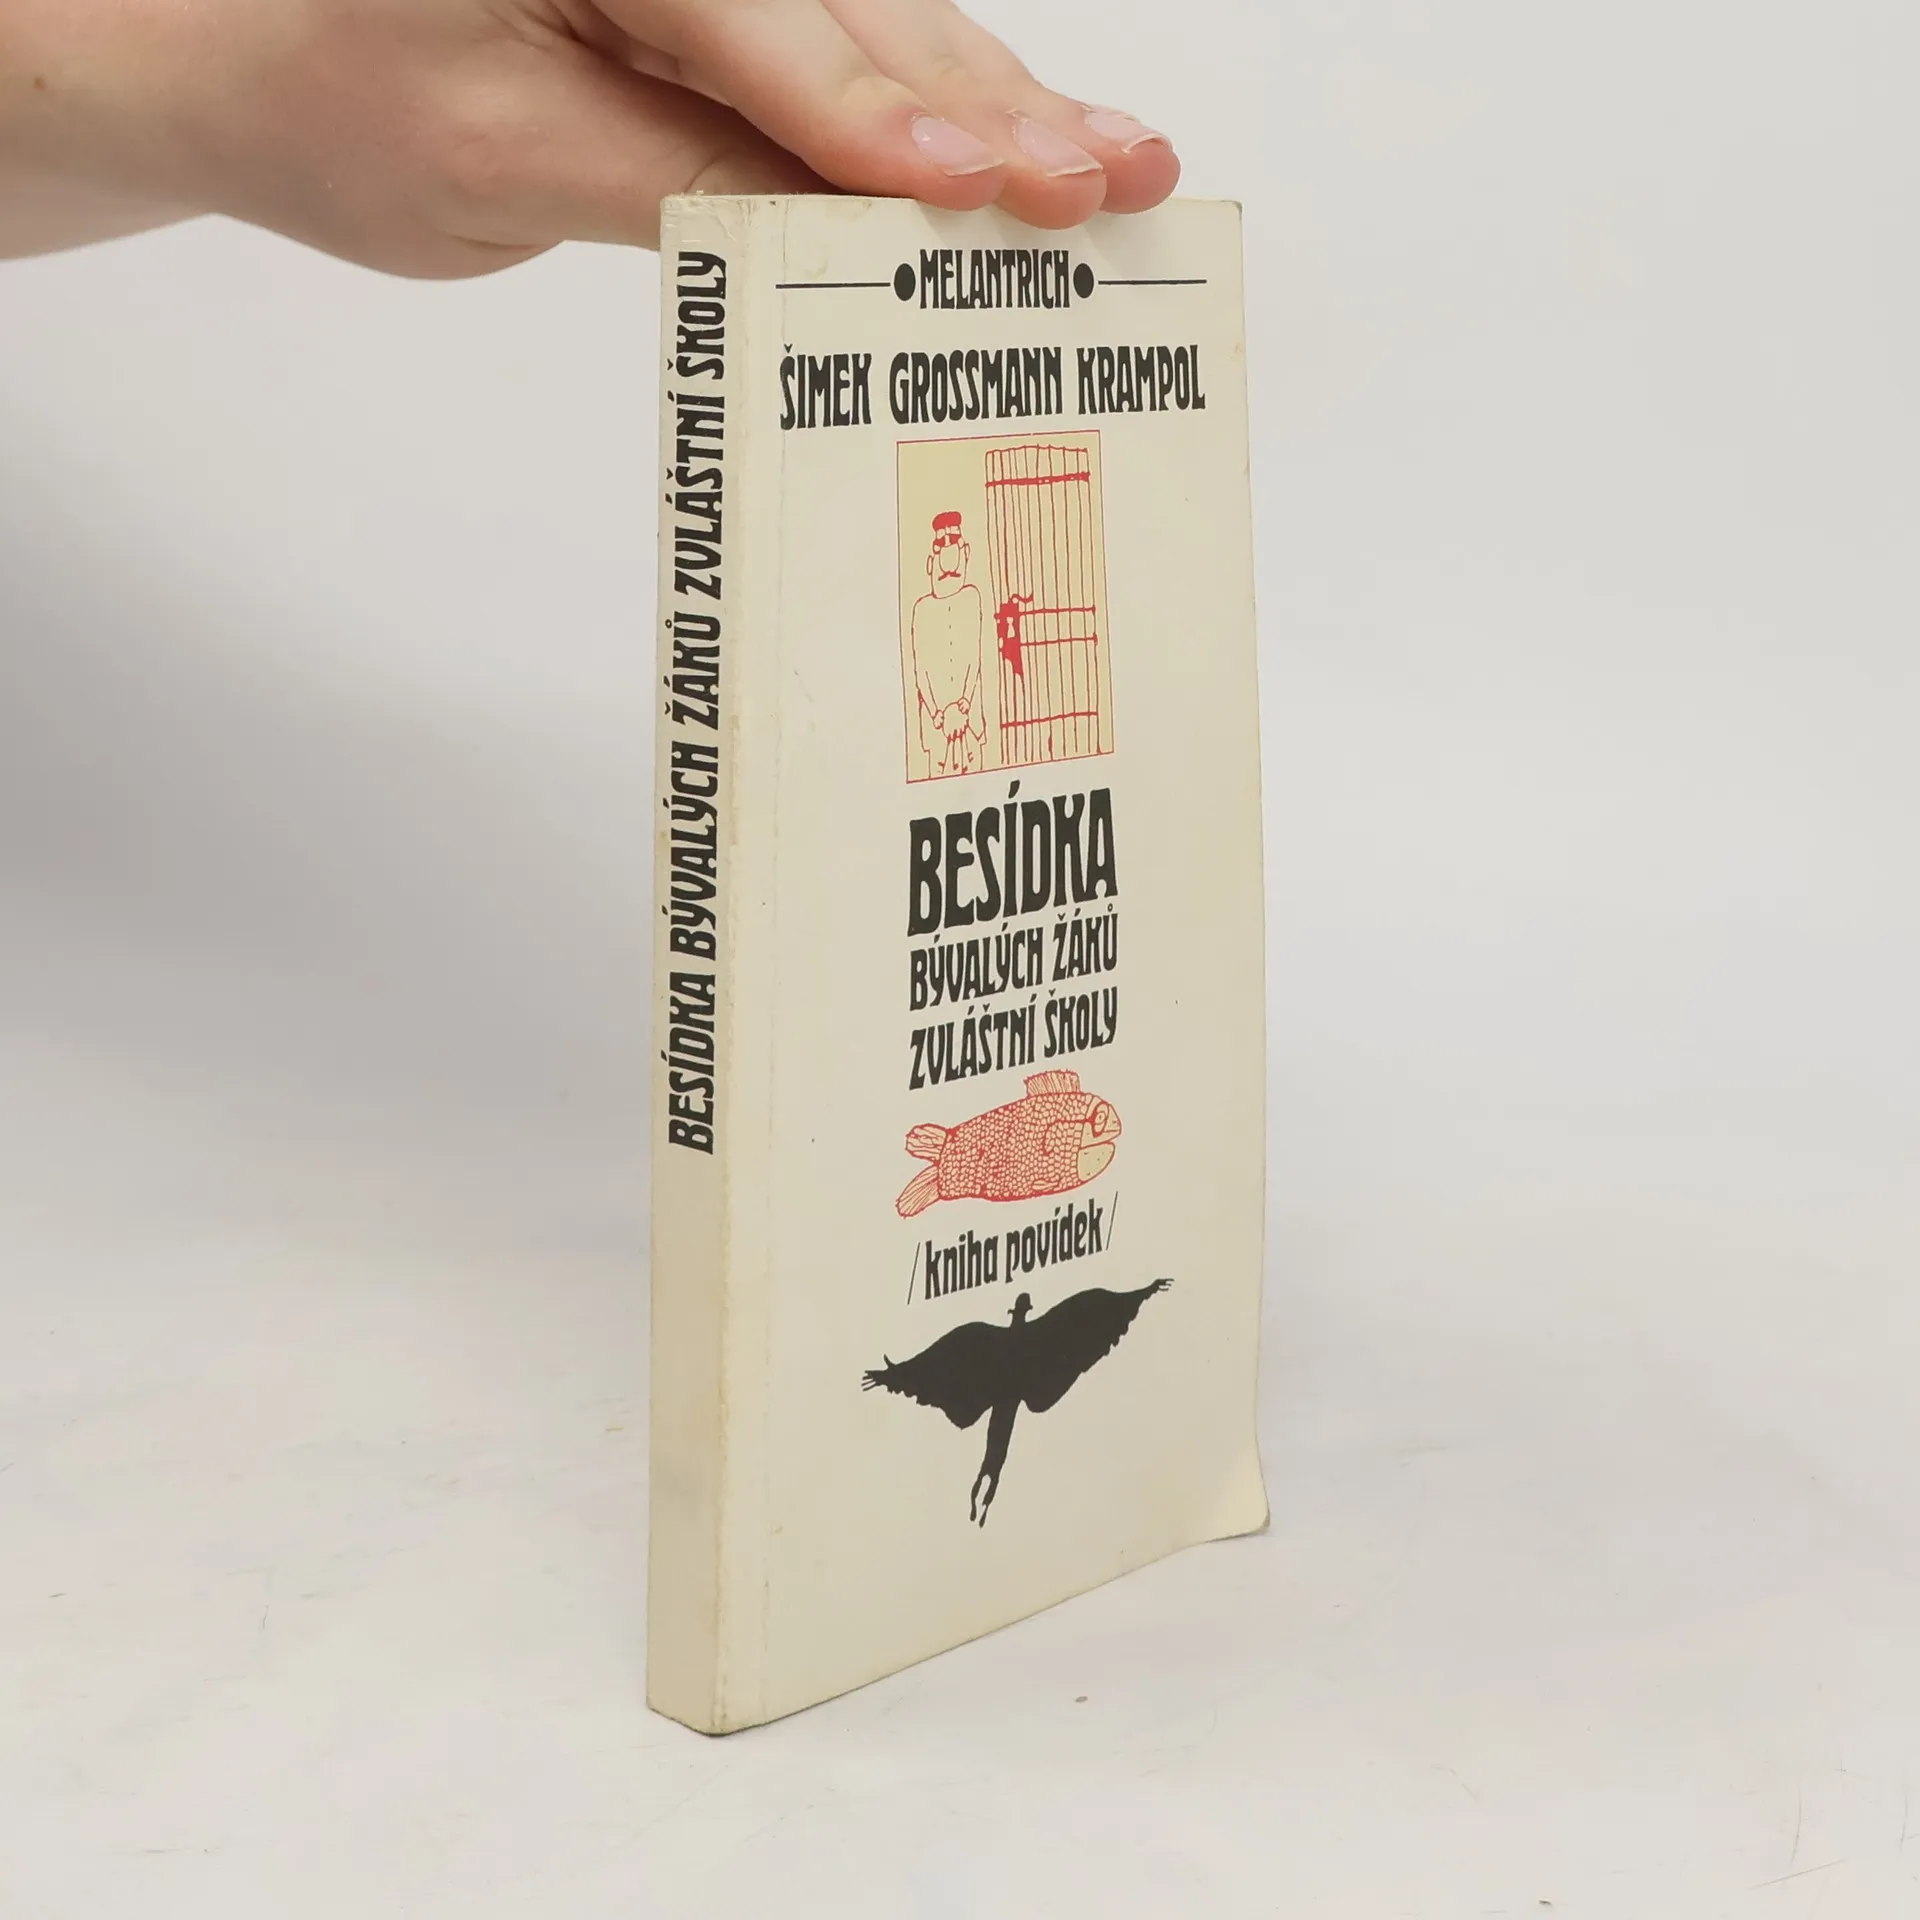 BESÍDKA BÝVALÝCH ŽÁKŮ ZVLÁŠTNÍ ŠKOLY
MELANTRICH
ŠIMEK GROSSMANN KRAMPOL
BESÍDKA
BÝVALÝCH ŽÁKŮ
ZVLÁŠTNÍ ŠKOLY
/kniha povídek/